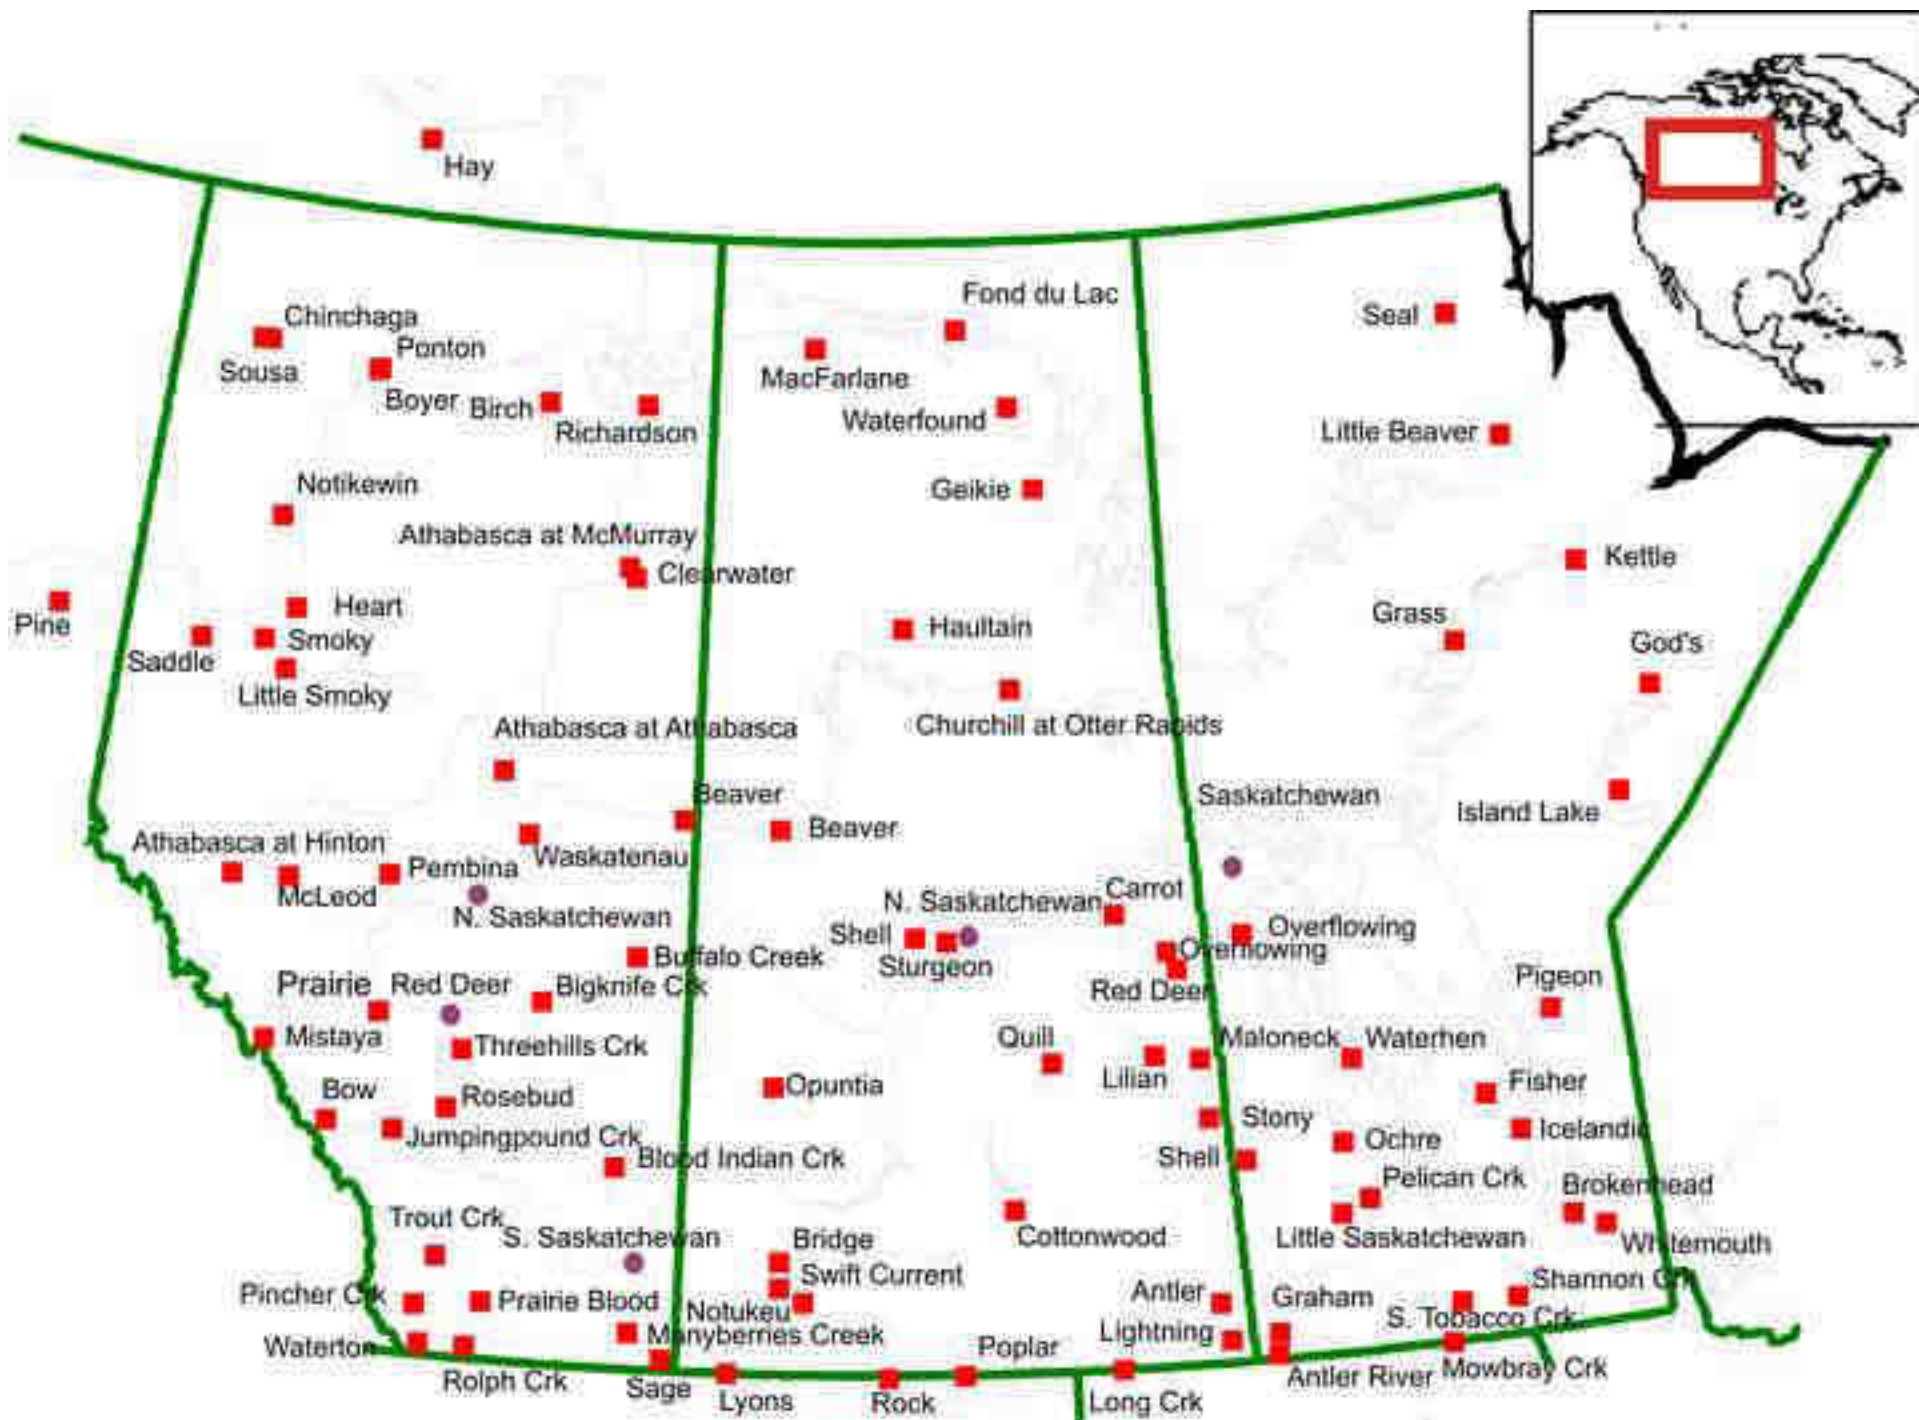 Hay
Fond du Lac
Chinchaga
Seal
Ponton
Sousa
MacFarlane
Boyer
Birch
Waterfound
Richardson
Little Beaver
Notikewin
Geikie
Athabasca at McMurray
Kettle
Clearwater
Heart
Grass
Pine
Haultain
Smoky
God's
Saddle
Little Smoky
Churchill at Otter Rapids
Athabasca at Athabasca
Beaver
Saskatchewan
Island Lake
Beaver
Athabasca at Hinton
Waskatenau
Pembina
Carrot
McLeod
N. Saskatchewan
N. Saskatchewan
Shell
Overflowing
Overflowing
Buffalo Creek
Sturgeon
Pigeon
Prairie
Red Deer
Bigknife Crk
Red Deer
Mistaya
Threehills Crk
Quill
Maloneck
Waterhen
Lilian
Fisher
Bow
Rosebud
Opuntia
Stony
Icelandic
Jumpingpound Crk
Ochre
Blood Indian Crk
Shell
Pelican Crk
Brokenhead
Trout Crk
S. Saskatchewan
Bridge
Cottonwood
Little Saskatchewan
Whitemouth
Swift Current
Shannon Crk
Pincher Crk
Prairie Blood
Notukeu
Antler
Graham
S. Tobacco Crk
Manyberries Creek
Lightning
Waterton
Poplar
Rolph Crk
Sage
Lyons
Rock
Long Crk
Antler River
Mowbray Crk